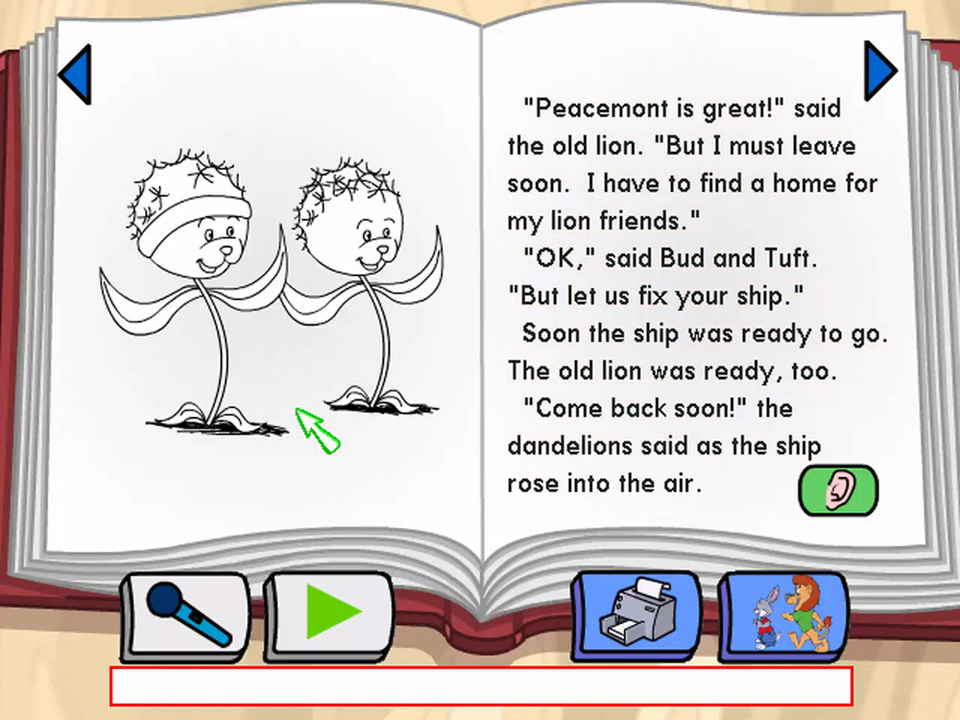 "Peacemont is great!" said
the old lion. "But I must leave
soon. I have to find a home for
my lion friends."
"OK," said Bud and Tuft.
"But let us fix your ship."
Soon the ship was ready to go.
The old lion was ready, too.
"Come back soon!" the
dandelions said as the ship
rose into the air.